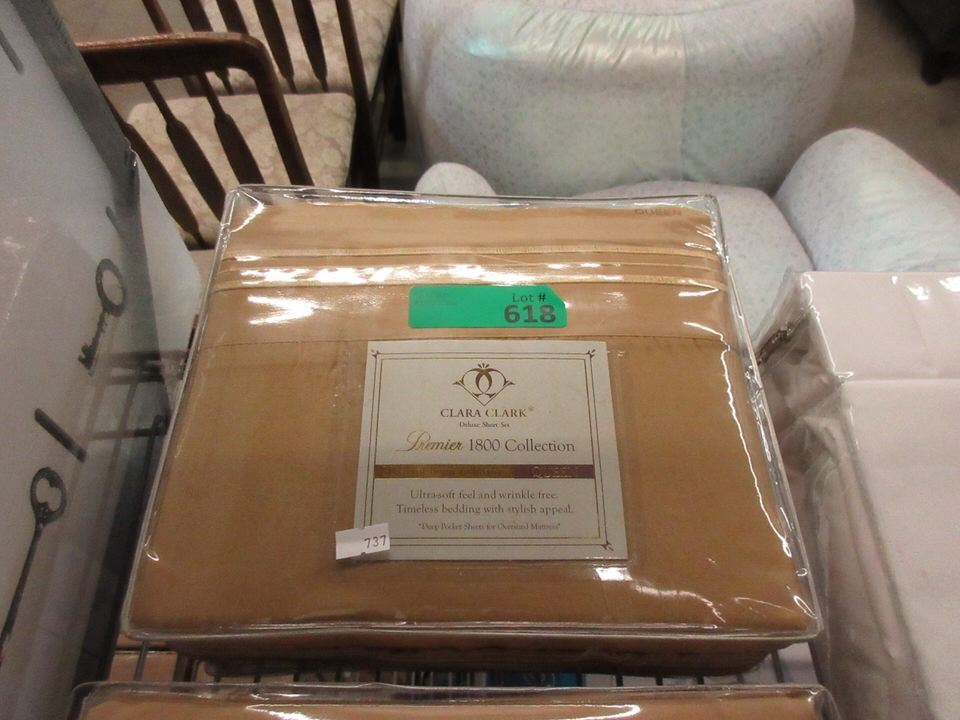 QUEEN
Lot #
618
CLARA CLARK®
Deluxe Sheet Set
Premier 1800 Collection
QUEEN
Ultra-soft feel and wrinkle free.
Timeless bedding with stylish appeal.
"Deep Pocket Sheets for Oversized Mattress"
737